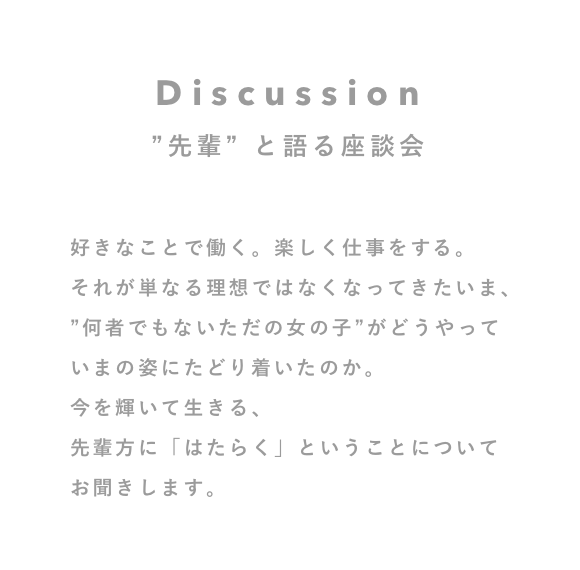 Discussion
”先輩” と語る座談会
好きなことで働く。楽しく仕事をする。
それが単なる理想ではなくなってきたいま、
”何者でもないただの女の子”がどうやって
いまの姿にたどり着いたのか。
今を輝いて生きる、
先輩方に「はたらく」ということについて
お聞きします。